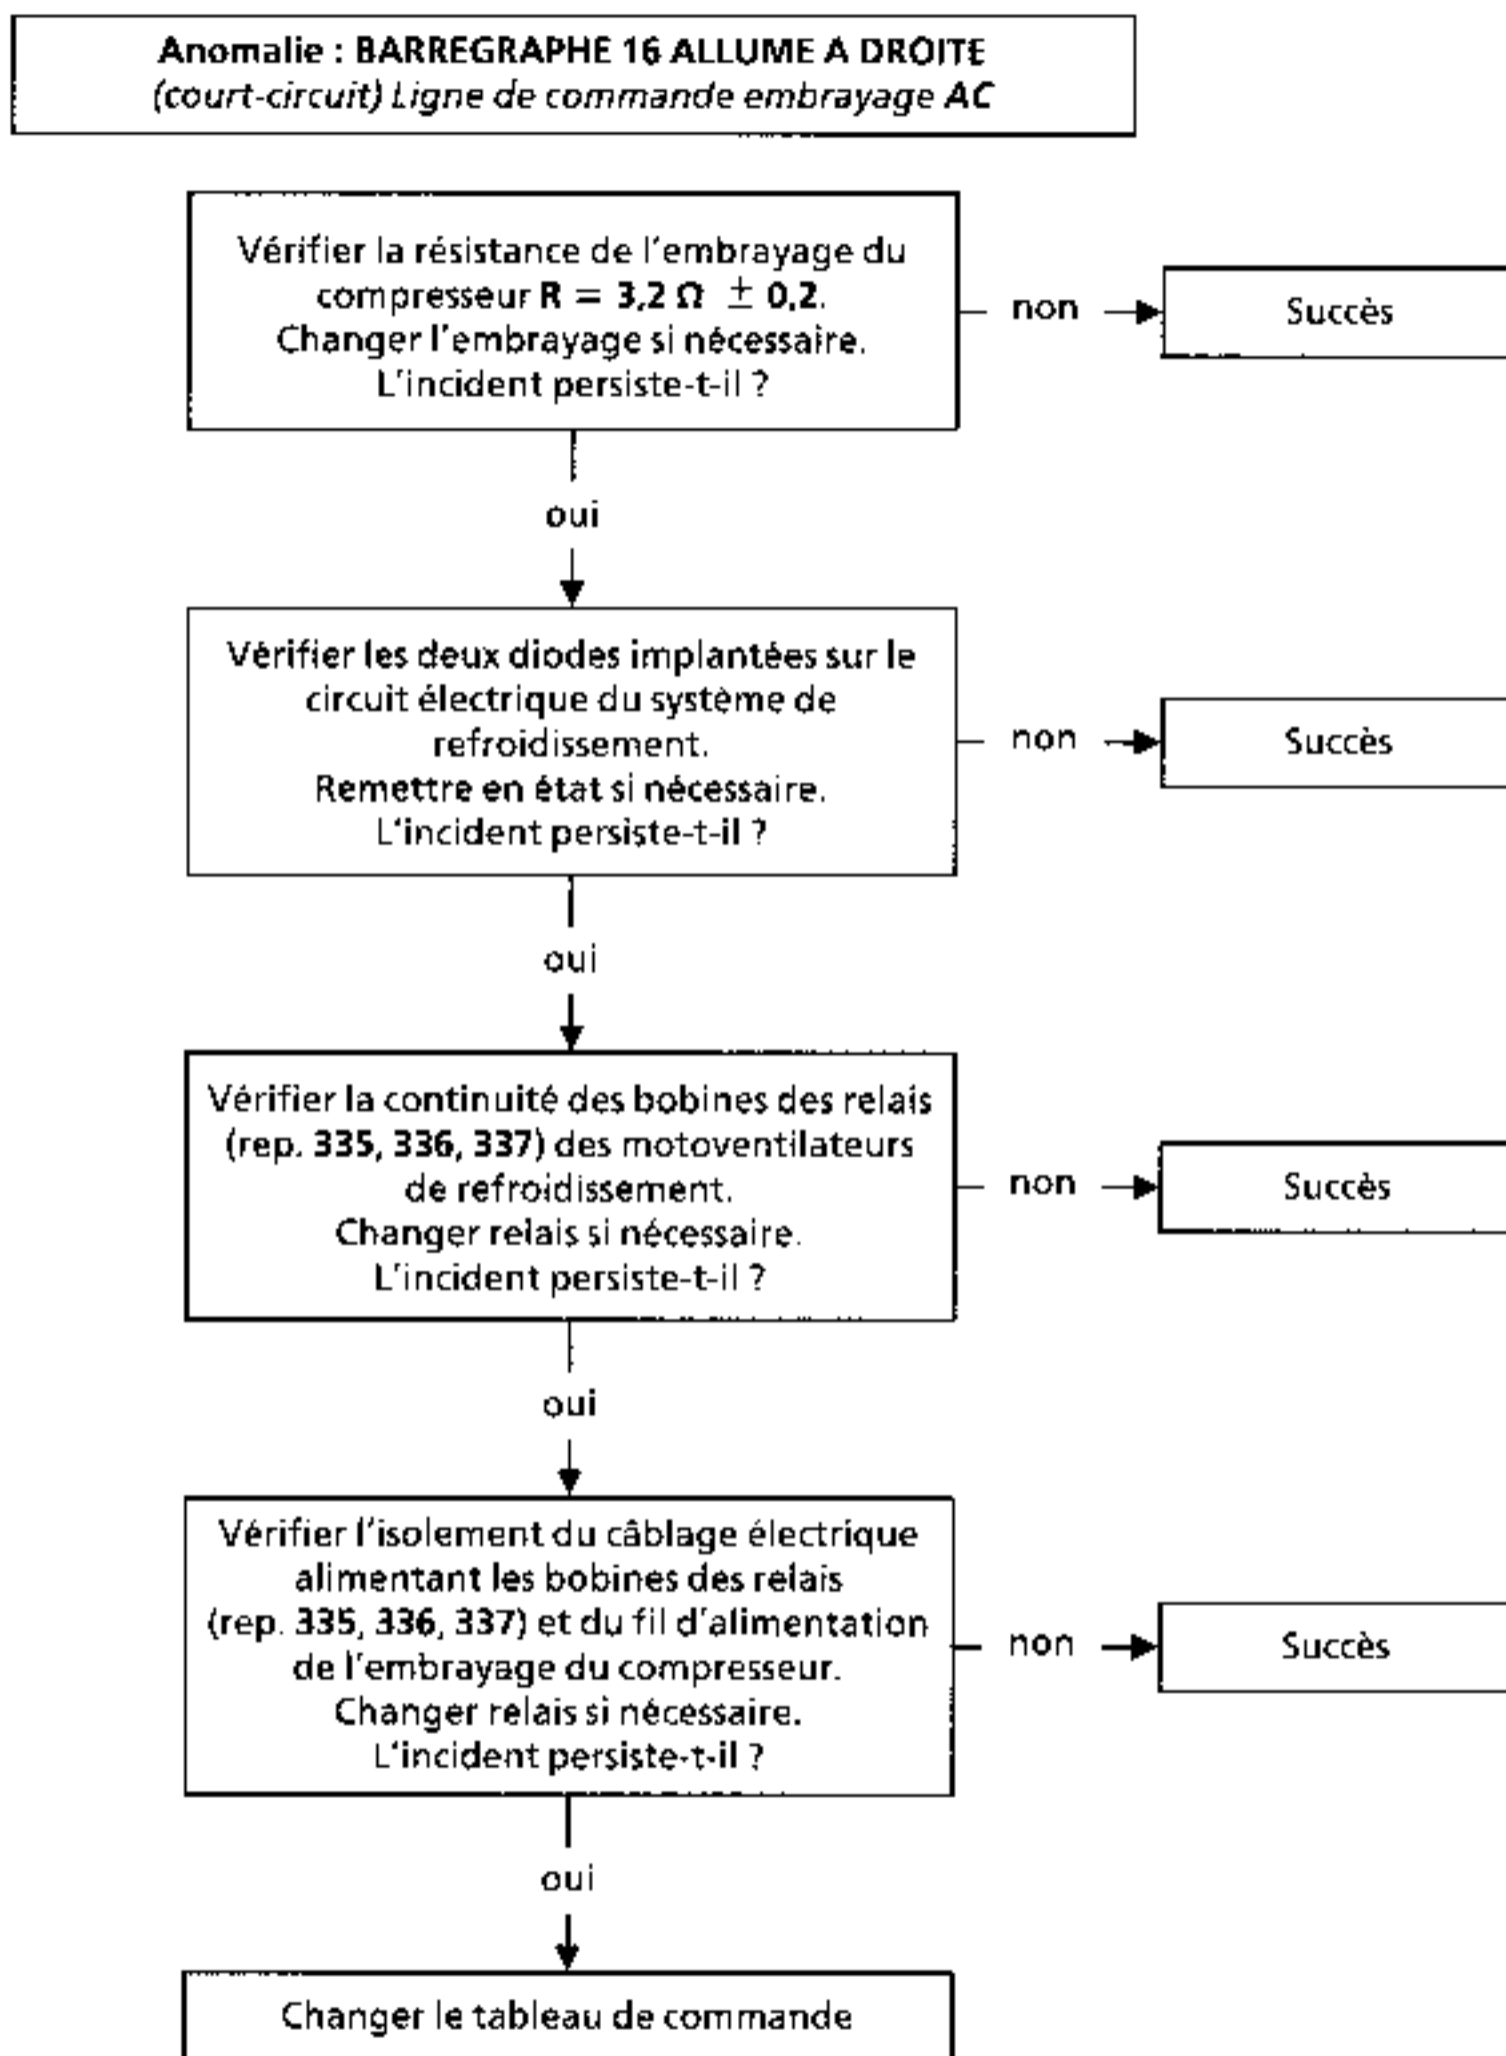 Anomalie : BARREGRAPHE 16 ALLUME A DROITE
(court-circuit) Ligne de commande embrayage AC
Vérifier la résistance de l'embrayage du
compresseur R = 3,2 Ω ± 0,2.
Changer l'embrayage si nécessaire.
L'incident persiste-t-il ?
non
Succès
oui
Vérifier les deux diodes implantées sur le
circuit électrique du système de
refroidissement.
Remettre en état si nécessaire.
L'incident persiste-t-il ?
non
Succès
oui
Vérifier la continuité des bobines des relais
(rep. 335, 336, 337) des motoventilateurs
de refroidissement.
Changer relais si nécessaire.
L'incident persiste-t-il ?
non
Succès
oui
Vérifier l'isolement du câblage électrique
alimentant les bobines des relais
(rep. 335, 336, 337) et du fil d'alimentation
de l'embrayage du compresseur.
Changer relais si nécessaire.
L'incident persiste-t-il ?
non
Succès
oui
Changer le tableau de commande